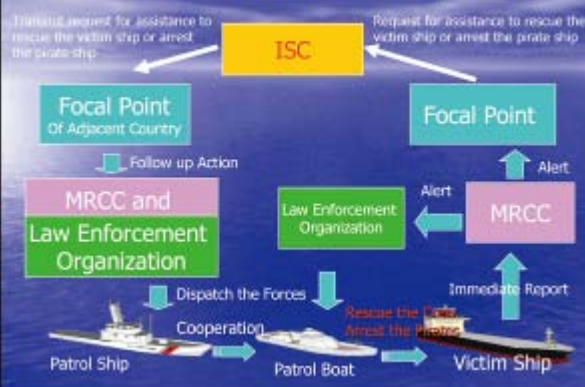 Transmit request for assistance to
rescue the victim ship or arrest
the pirate ship
Request for assistance to rescue the
victim ship or arrest the pirate ship
ISC
Focal Point
Of Adjacent Country
Focal Point
Follow up Action
Alert
MRCC and
Law Enforcement
Organization
Law Enforcement
Organization
Alert
MRCC
Immediate Report
Dispatch the Forces
Cooperation
Rescue the Crew
Arrest the Pirates
Patrol Ship
Patrol Boat
Victim Ship